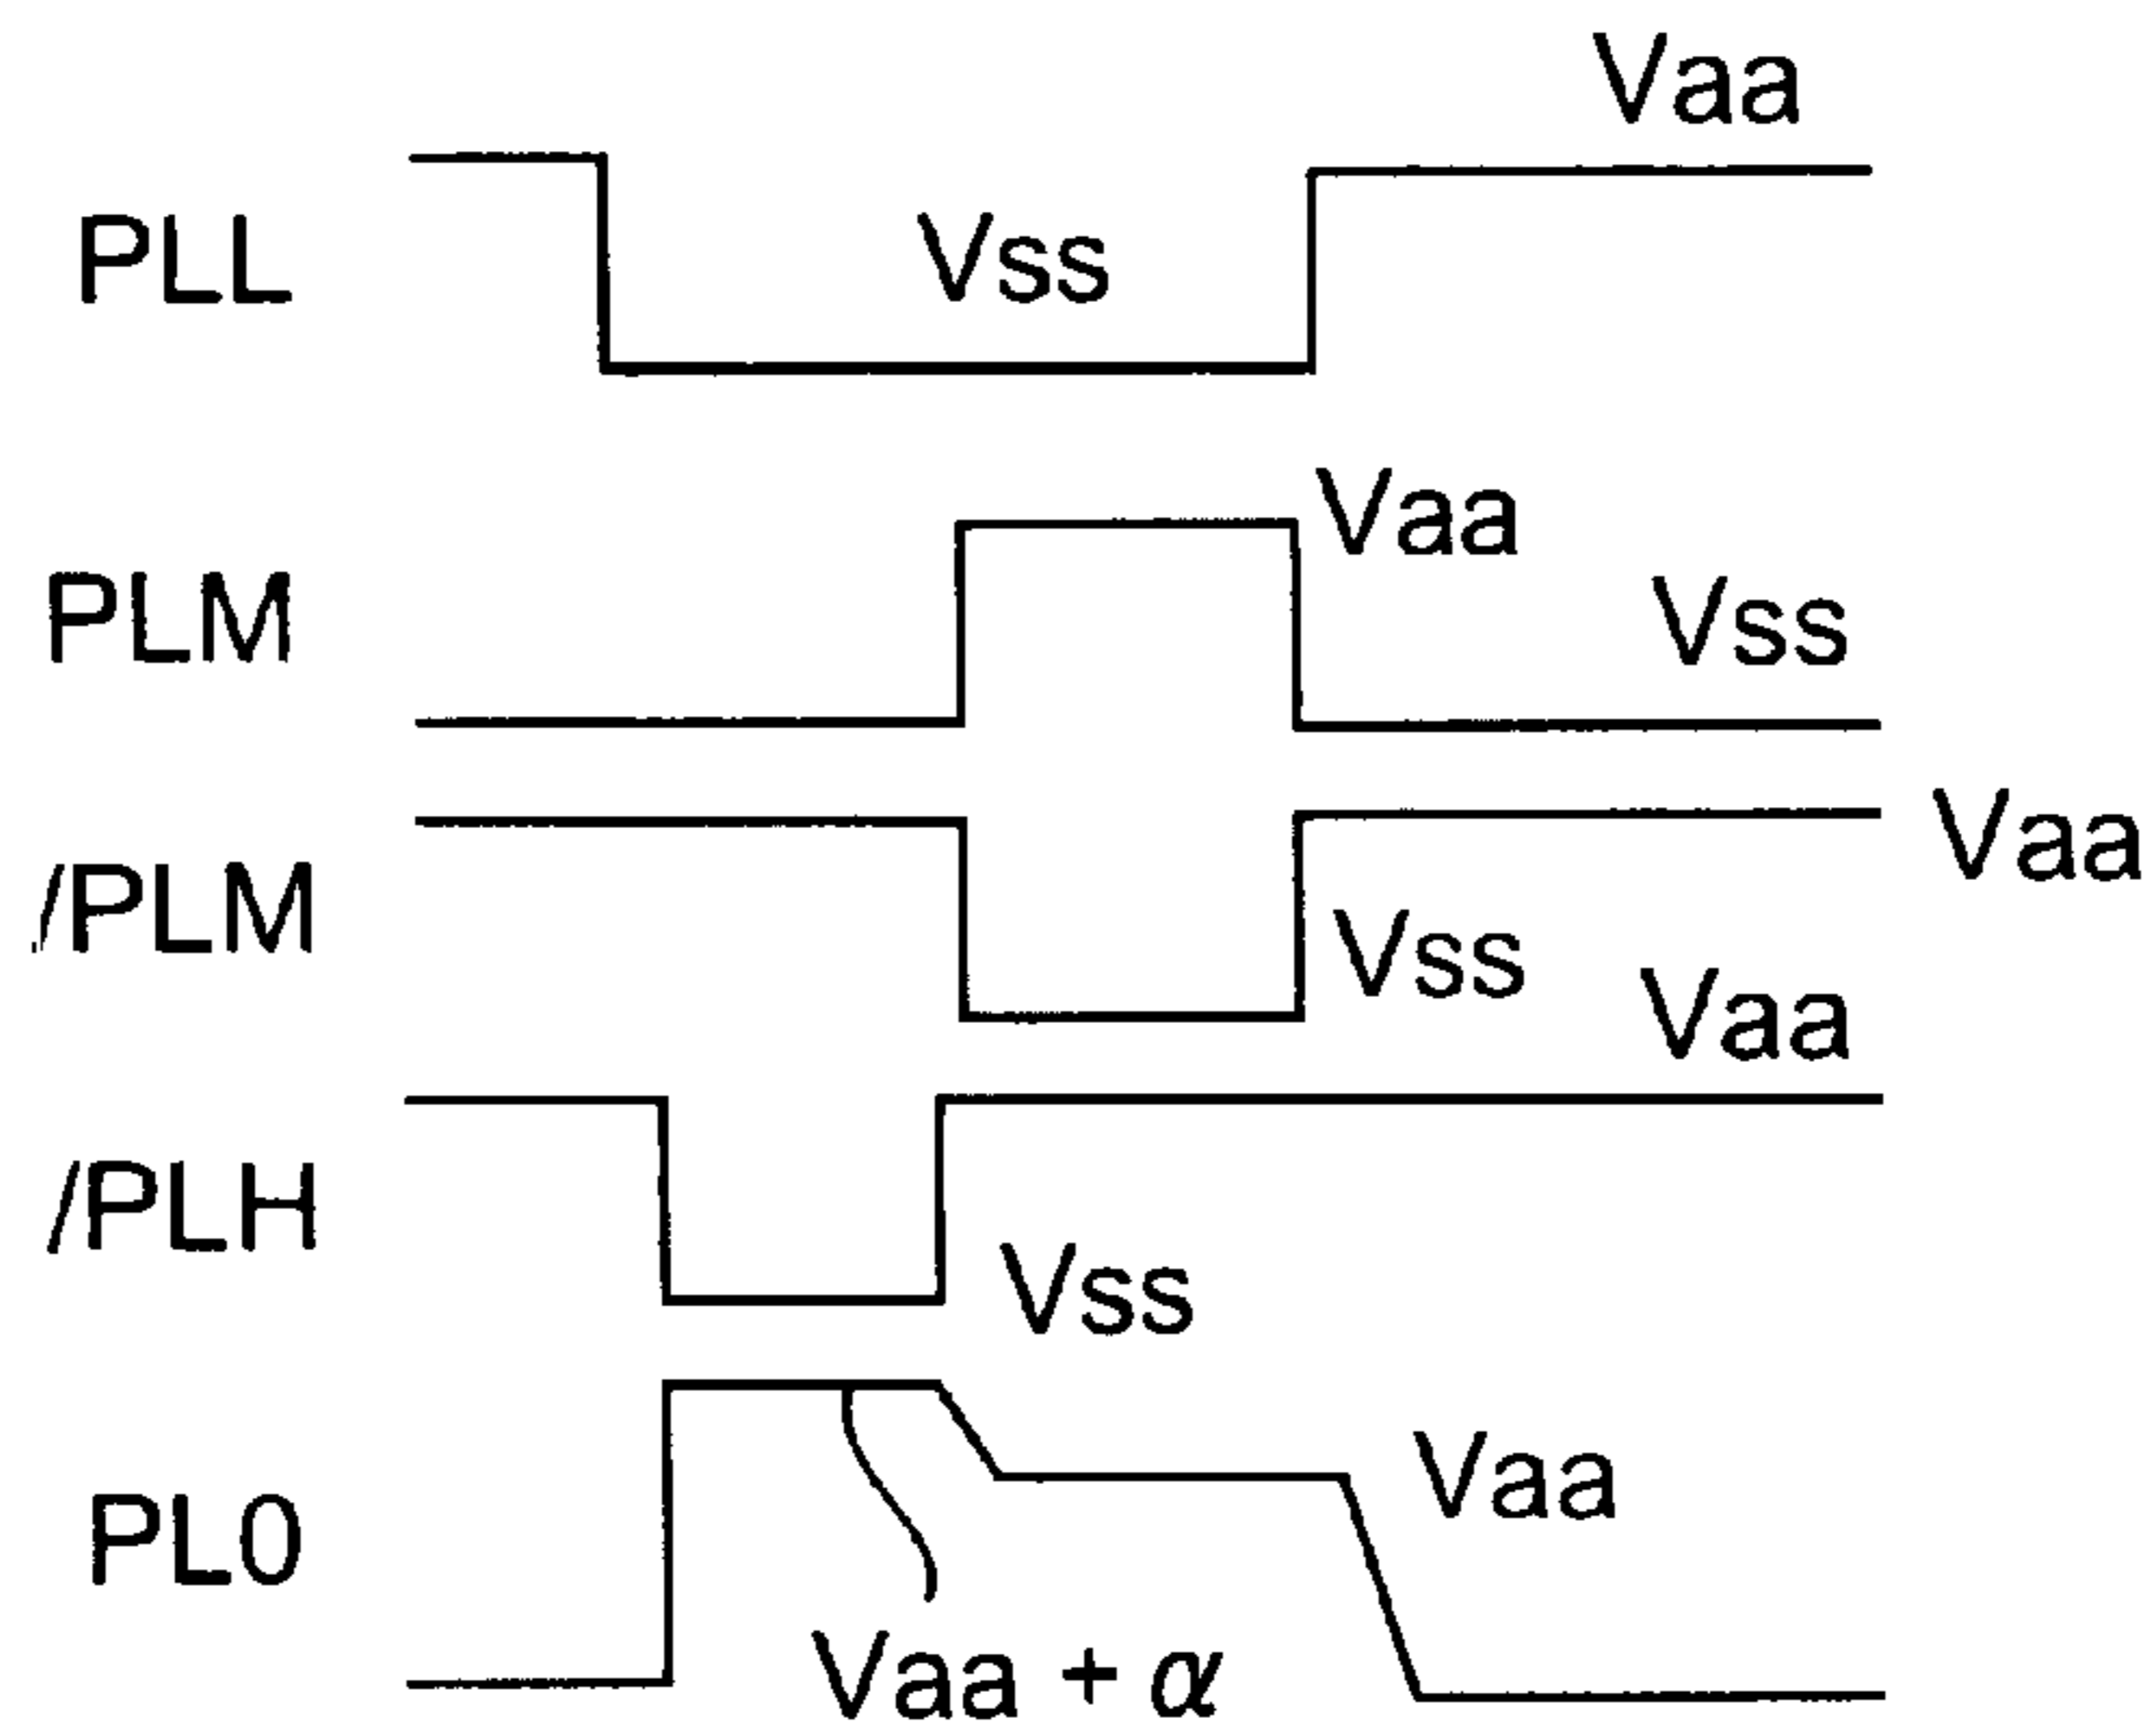 Vaa
PLL
Vss
Vaa
PLM
Vss
Vaa
/PLM
Vss
Vaa
/PLH
Vss
Vaa
PL0
Vaa + α